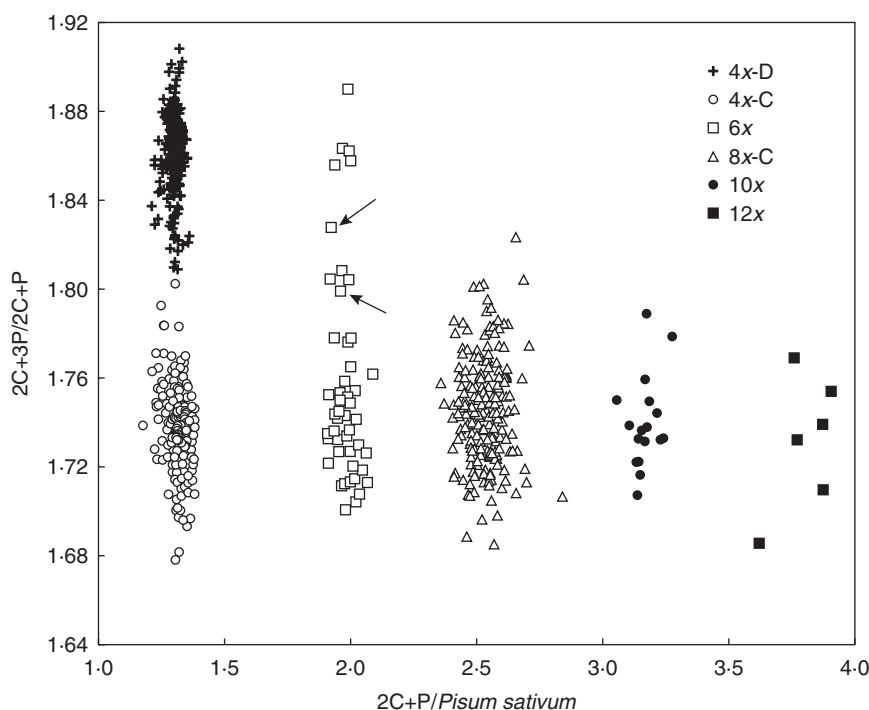 1·92
1·88
1·84
1·80
1·76
1·72
1·68
1·64
2C+3P/2C+P
4x-D
4x-C
6x
8x-C
10x
12x
1·0 1·5 2·0 2·5 3·0 3·5 4·0
2C+P/Pisum sativum